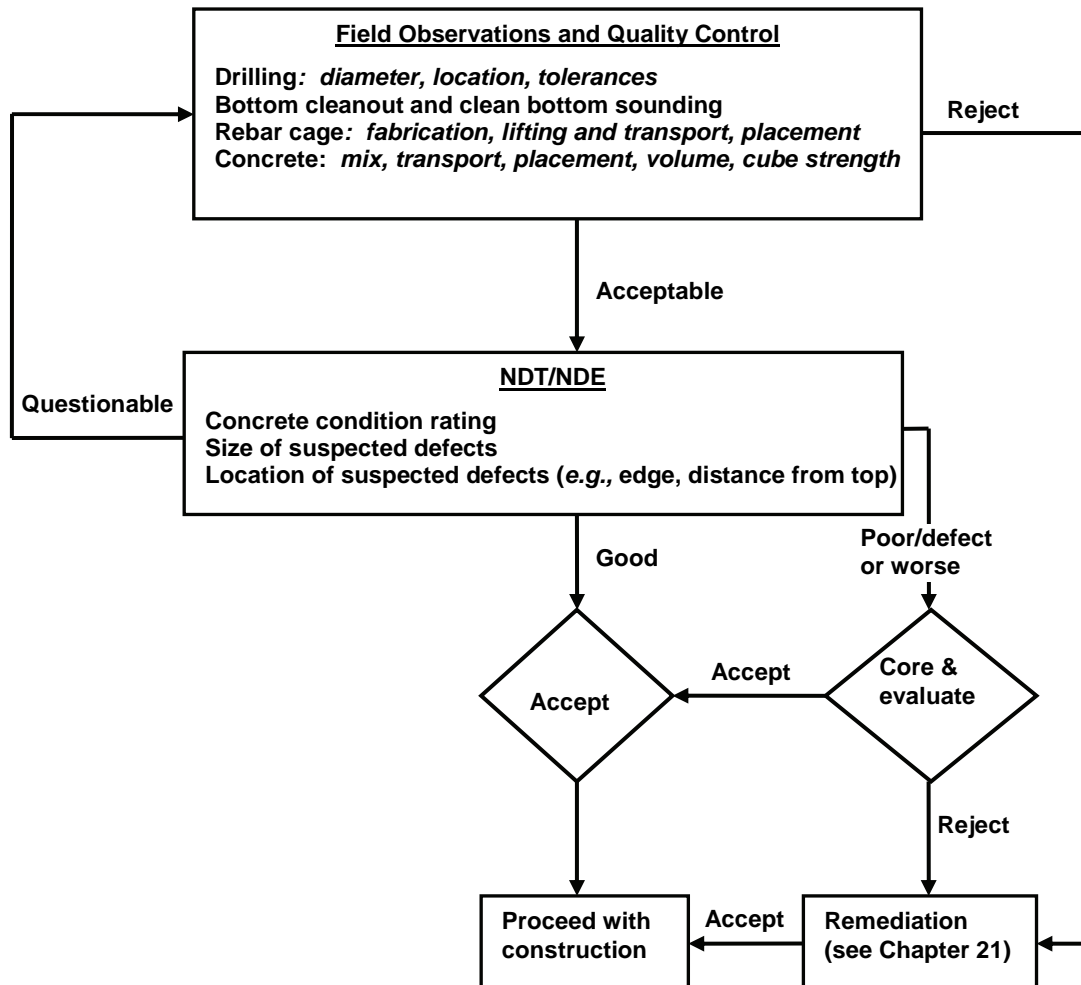 Field Observations and Quality Control
Drilling: diameter, location, tolerances
Bottom cleanout and clean bottom sounding
Rebar cage: fabrication, lifting and transport, placement
Concrete: mix, transport, placement, volume, cube strength
Reject
Acceptable
NDT/NDE
Questionable
Concrete condition rating
Size of suspected defects
Location of suspected defects (e.g., edge, distance from top)
Good
Poor/defect
or worse
Accept
Accept
Core &
evaluate
Reject
Proceed with
construction
Accept
Remediation
(see Chapter 21)